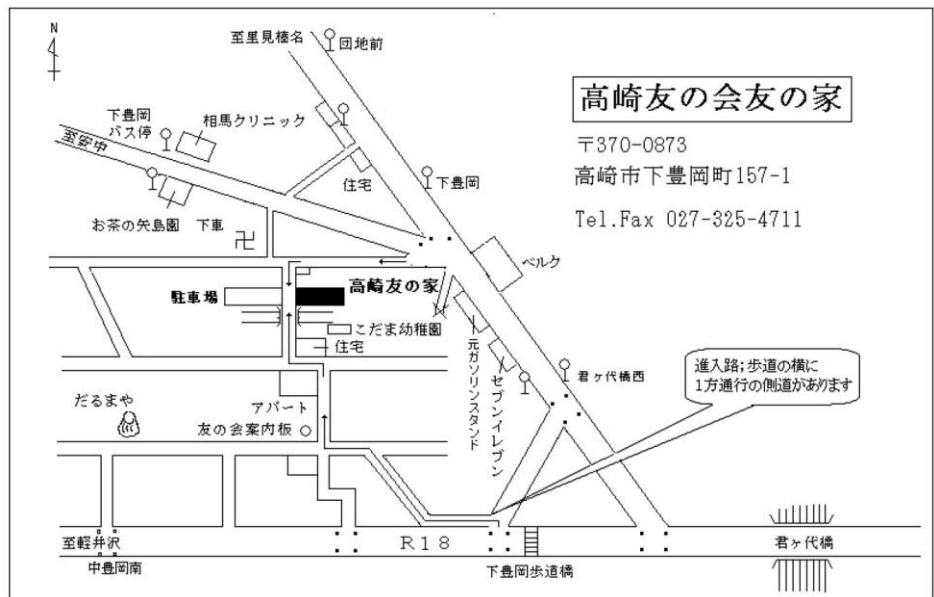 N
至里見榛名
団地前
高崎友の会友の家
〒370-0873
高崎市下豊岡町157-1
Tel.Fax 027-325-4711
下豊岡
バス停
相馬クリニック
至安中
住宅
下豊岡
お茶の矢島園
下車
卍
ベルク
駐車場
高崎友の家
こだま幼稚園
住宅
元ガソリンスタンド
セブンイレブン
君ヶ代橋西
進入路;歩道の横に
1方通行の側道があります
だるまや
アパート
友の会案内板
至軽井沢
R18
君ヶ代橋
中豊岡南
下豊岡歩道橋